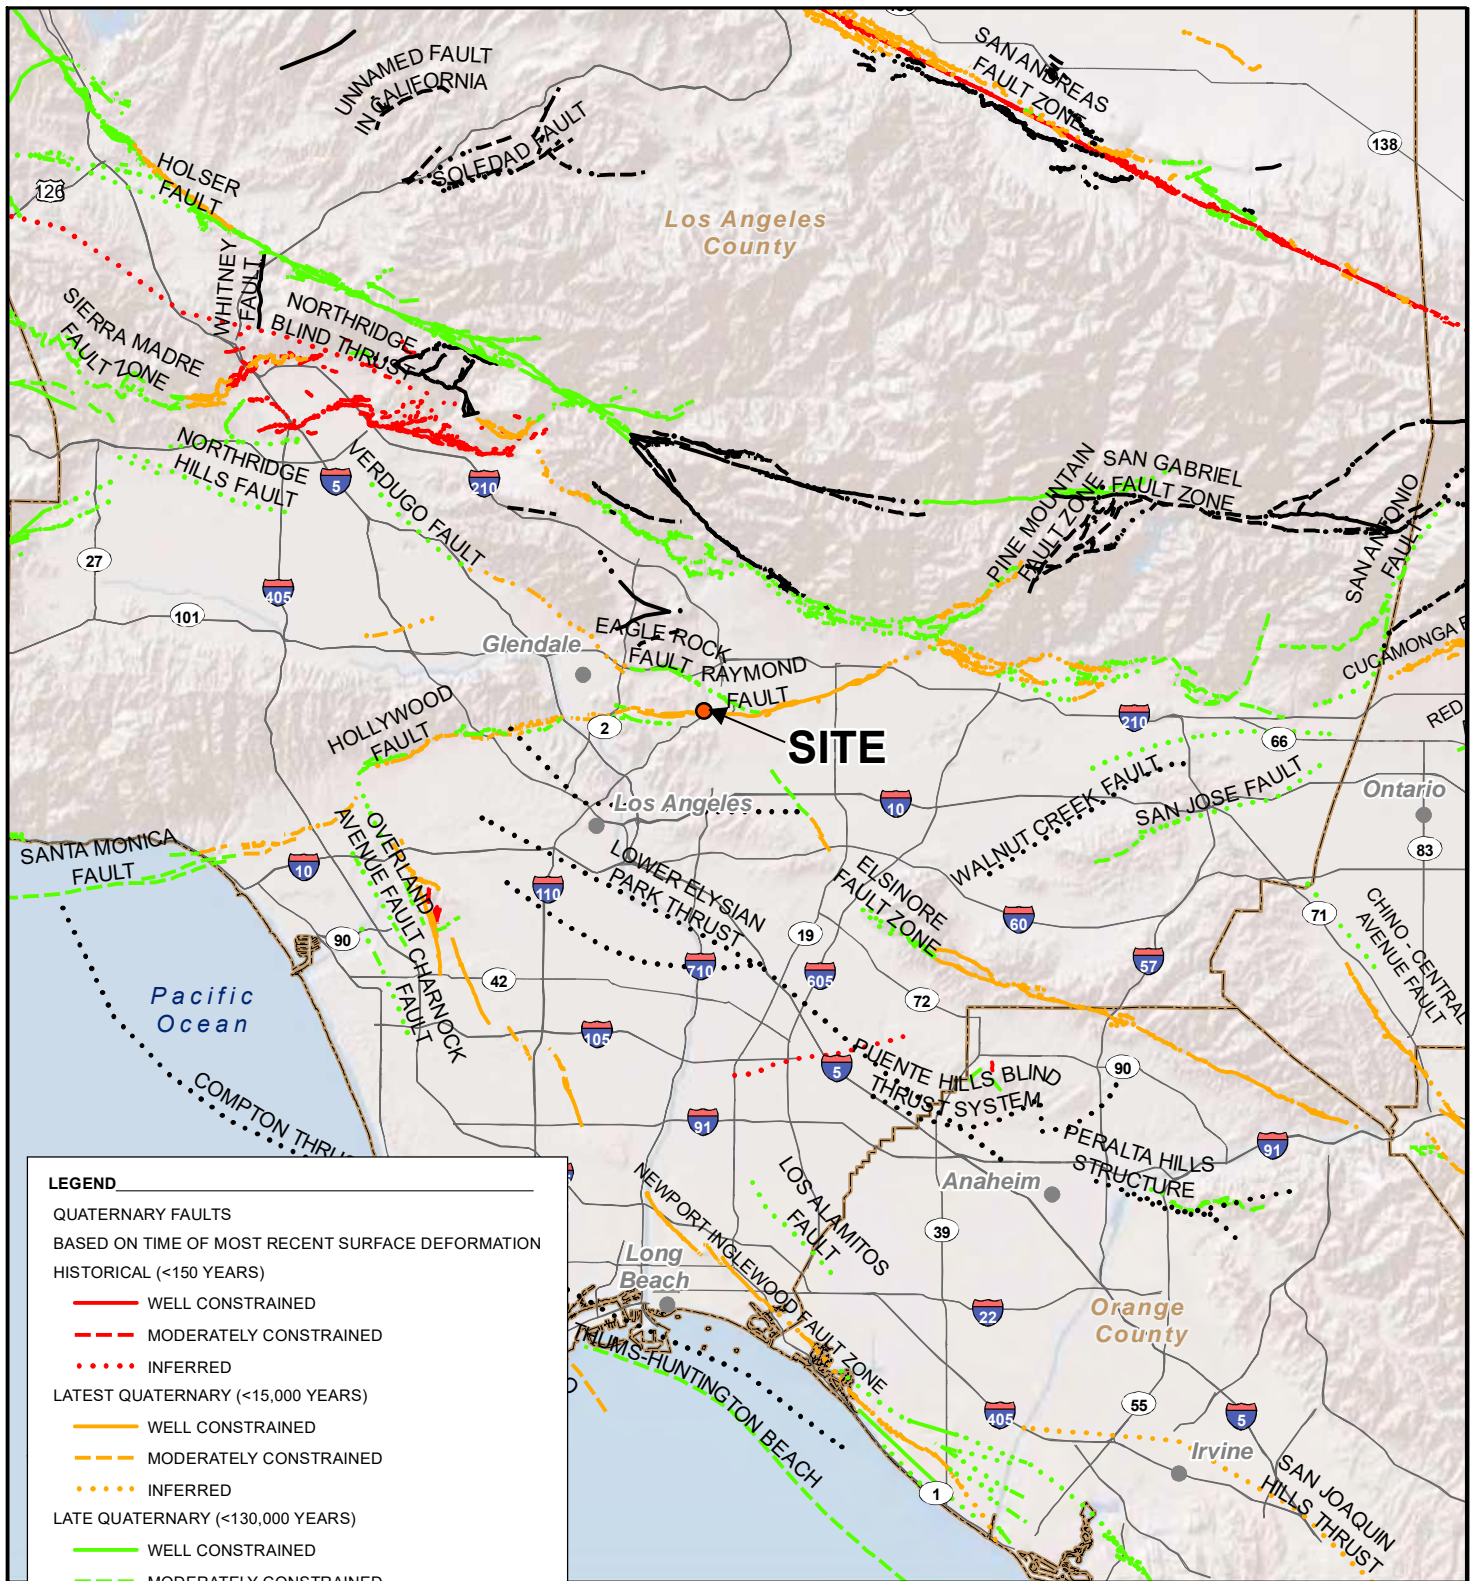 UNNAMED FAULT
IN CALIFORNIA
SAN ANDREAS
FAULT ZONE
138
SOLEDAD FAULT
HOLSER
FAULT
126
Los Angeles
County
WHITNEY
FAULT
SIERRA MADRE
FAULT ZONE
NORTHRIDGE
BLIND THRUST
NORTHRIDGE
HILLS FAULT
5
VERDUGO FAULT
210
SAN GABRIEL
FAULT ZONE
PINE MOUNTAIN
FAULT ZONE
SAN ANTONIO
FAULT
27
405
101
Glendale
EAGLE ROCK
FAULT
RAYMOND
FAULT
CUCAMONGA F
HOLLYWOOD
FAULT
2
SITE
210
66
RED
Los Angeles
10
WALNUT CREEK FAULT
SAN JOSE FAULT
Ontario
83
SANTA MONICA
FAULT
10
OVERLAND
AVENUE FAULT
110
LOWER ELYSIAN
PARK THRUST
ELSINORE
FAULT ZONE
60
71
CHINO - CENTRAL
AVENUE FAULT
90
CHARNOCK
FAULT
42
19
710
605
57
72
Pacific
Ocean
105
5
PUENTE HILLS BLIND
THRUST SYSTEM
90
COMPTON THRU
91
PERALTA HILLS
STRUCTURE
91
Anaheim
LOS ALAMITOS
FAULT
39
NEWPORT-INGLEWOOD FAULT ZONE
Long
Beach
22
Orange
County
THUMS-HUNTINGTON BEACH
405
55
5
Irvine
SAN JOAQUIN
HILLS THRUST
1
LEGEND
QUATERNARY FAULTS
BASED ON TIME OF MOST RECENT SURFACE DEFORMATION
HISTORICAL (<150 YEARS)
WELL CONSTRAINED
MODERATELY CONSTRAINED
INFERRED
LATEST QUATERNARY (<15,000 YEARS)
WELL CONSTRAINED
MODERATELY CONSTRAINED
INFERRED
LATE QUATERNARY (<130,000 YEARS)
WELL CONSTRAINED
MODERATELY CONSTRAINED